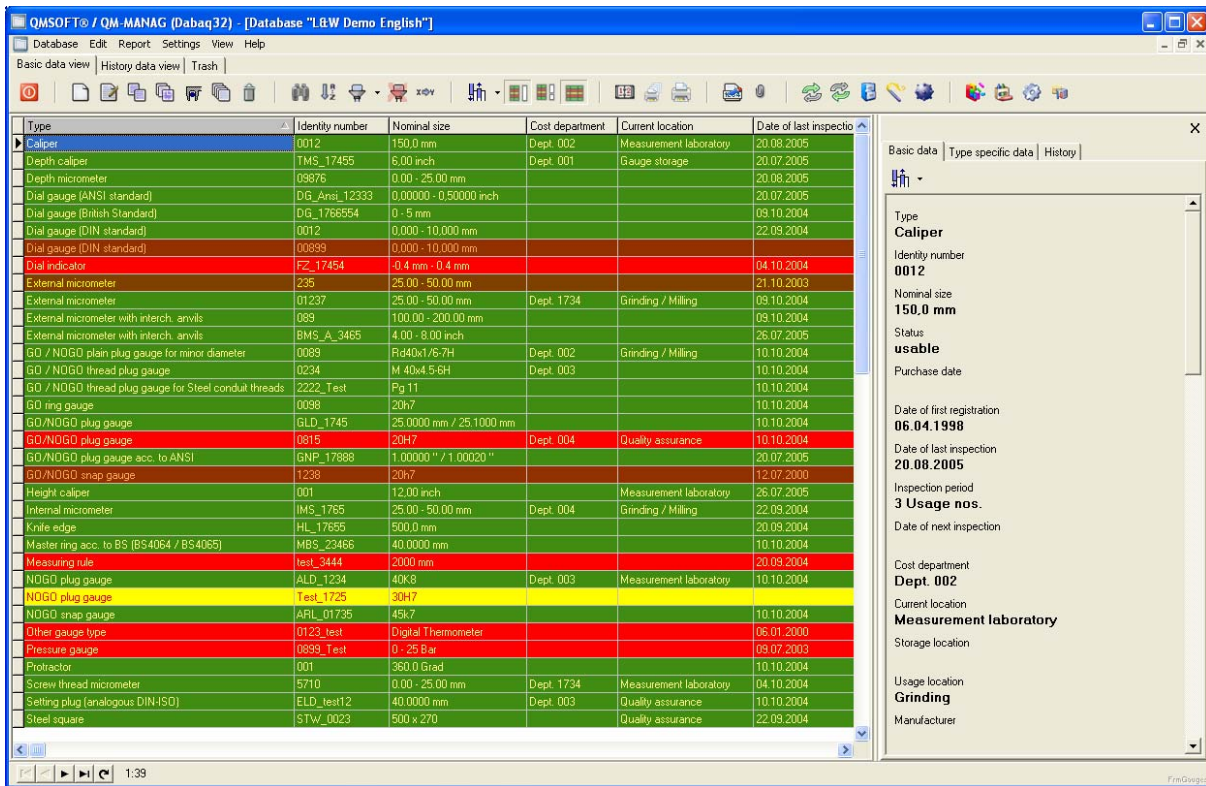 QMSOFT® / QM-MANAG (Dabaq32) - [Database "L&W Demo English"]
Database Edit Report Settings View Help
Basic data view History data view Trash
Type Identity number Nominal size Cost department Current location Date of last inspectio
Caliper 0012 150,0 mm Dept. 002 Measurement laboratory 20.08.2005
Depth caliper TMS_17455 6,00 inch Dept. 001 Gauge storage 20.07.2005
Depth micrometer 09876 0.00 - 25.00 mm 20.08.2005
Dial gauge (ANSI standard) DG_Ansi_12333 0,00000 - 0,50000 inch 20.07.2005
Dial gauge (British Standard) DG_1766554 0 - 5 mm 09.10.2004
Dial gauge (DIN standard) 0012 0,000 - 10,000 mm 22.09.2004
Dial gauge (DIN standard) 00899 0,000 - 10,000 mm
Dial indicator FZ_17454 -0.4 mm - 0.4 mm 04.10.2004
External micrometer 235 25.00 - 50.00 mm 21.10.2003
External micrometer 01237 25.00 - 50.00 mm Dept. 1734 Grinding / Milling 09.10.2004
External micrometer with interch. anvils 089 100.00 - 200.00 mm 09.10.2004
External micrometer with interch. anvils BMS_A_3465 4.00 - 8.00 inch 26.07.2005
GO / NOGO plain plug gauge for minor diameter 0089 Rd40x1/6-7H Dept. 002 Grinding / Milling 10.10.2004
GO / NOGO thread plug gauge 0234 M 40x4.5-6H Dept. 003 10.10.2004
GO / NOGO thread plug gauge for Steel conduit threads 2222_Test Pg 11 10.10.2004
GO ring gauge 0098 20h7 10.10.2004
GO/NOGO plug gauge GLD_1745 25.0000 mm / 25.1000 mm 10.10.2004
GO/NOGO plug gauge 0815 20H7 Dept. 004 Quality assurance 10.10.2004
GO/NOGO plug gauge acc. to ANSI GNP_17888 1.00000 " / 1.00020 " 20.07.2005
GO/NOGO snap gauge 1238 20h7 12.07.2000
Height caliper 001 12,00 inch Measurement laboratory 26.07.2005
Internal micrometer IMS_1765 25.00 - 50.00 mm Dept. 004 Grinding / Milling 22.09.2004
Knife edge HL_17655 500,0 mm 20.09.2004
Master ring acc. to BS (BS4064 / BS4065) MBS_23466 40.0000 mm 10.10.2004
Measuring rule test_3444 2000 mm 20.09.2004
NOGO plug gauge ALD_1234 40K8 Dept. 003 Measurement laboratory 10.10.2004
NOGO plug gauge Test_1725 30H7
NOGO snap gauge ARL_01735 45k7 10.10.2004
Other gauge type 0123_test Digital Thermometer 06.01.2000
Pressure gauge 0899_Test 0 - 25 Bar 09.07.2003
Protractor 001 360.0 Grad 10.10.2004
Screw thread micrometer 5710 0.00 - 25.00 mm Dept. 1734 Measurement laboratory 04.10.2004
Setting plug (analogous DIN-ISO) ELD_test12 40.0000 mm Dept. 003 Quality assurance 10.10.2004
Steel square STW_0023 500 x 270 Quality assurance 22.09.2004
1:39
Basic data Type specific data History
Type
Caliper
Identity number
0012
Nominal size
150,0 mm
Status
usable
Purchase date
Date of first registration
06.04.1998
Date of last inspection
20.08.2005
Inspection period
3 Usage nos.
Date of next inspection
Cost department
Dept. 002
Current location
Measurement laboratory
Storage location
Usage location
Grinding
Manufacturer